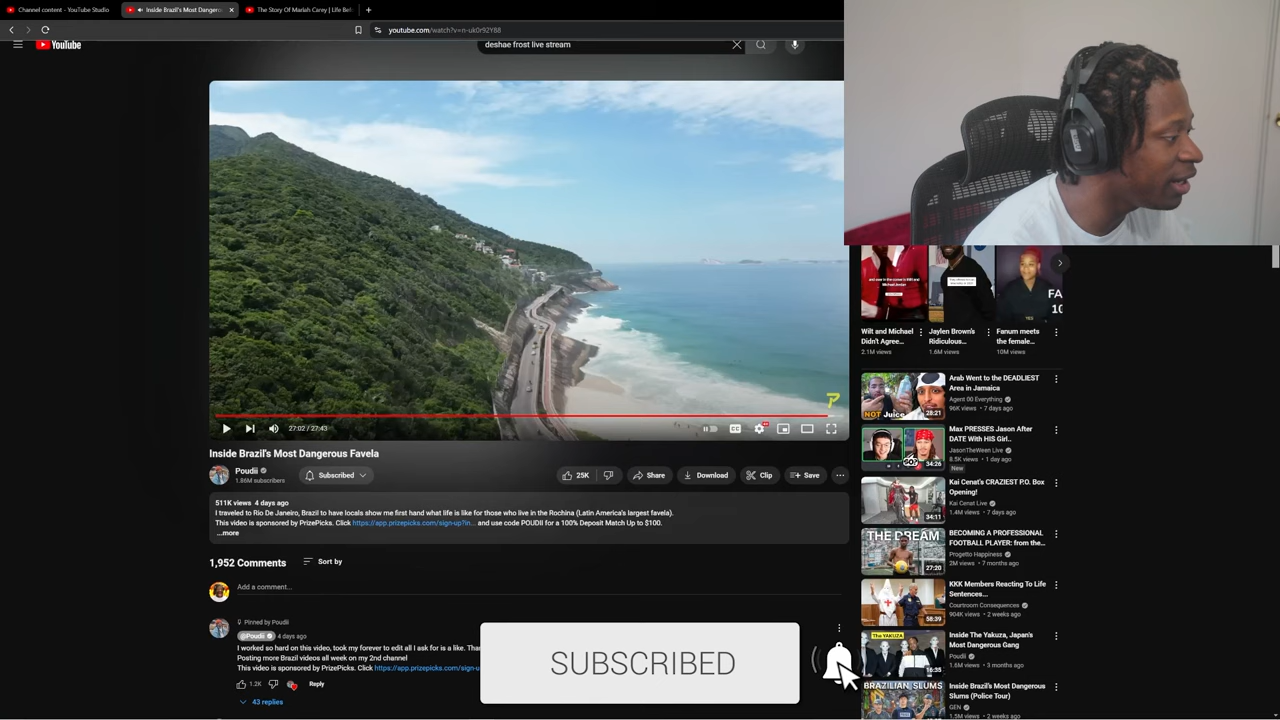 Channel content - YouTube Studio
Inside Brazil's Most Dangerou
The Story Of Mariah Carey | Life Bef
youtube.com/watch?v=n-uk0r92Y88
YouTube
deshae frost live stream
27:02 / 27:43
Inside Brazil's Most Dangerous Favela
Poudii
1.86M subscribers
Subscribed
25K
Share
Download
Clip
Save
511K views 4 days ago
I traveled to Rio De Janeiro, Brazil to have locals show me first hand what life is like for those who live in the Rochina (Latin America's largest favela).
This video is sponsored by PrizePicks. Click https://app.prizepicks.com/sign-up?in... and use code POUDII for a 100% Deposit Match Up to $100.
...more
1,952 Comments
Sort by
Add a comment...
Pinned by Poudii
@Poudii 4 days ago
I worked so hard on this video, took my forever to edit all I ask for is a like. Than
Posting more Brazil videos all week on my 2nd channel
This video is sponsored by PrizePicks. Click https://app.prizepicks.com/sign-u
1.2K
Reply
43 replies
SUBSCRIBED
Wilt and Michael
Didn't Agree...
2.1M views
Jaylen Brown's
Ridiculous...
1.6M views
YES
Fanum meets
the female...
10M views
NOT Juice
28:21
Arab Went to the DEADLIEST
Area in Jamaica
Agent 00 Everything
96K views • 7 days ago
34:26
Max PRESSES Jason After
DATE With HIS Girl..
JasonTheWeen Live
8.5K views • 1 day ago
New
34:11
Kai Cenat's CRAZIEST P.O. Box
Opening!
Kai Cenat Live
1.4M views • 7 days ago
THE DREAM
27:20
BECOMING A PROFESSIONAL
FOOTBALL PLAYER: from the...
Progetto Happiness
2M views • 7 months ago
58:39
KKK Members Reacting To Life
Sentences...
Courtroom Consequences
904K views • 2 weeks ago
The YAKUZA
16:35
Inside The Yakuza, Japan's
Most Dangerous Gang
Poudii
1.6M views • 3 months ago
BRAZILIAN SLUMS
Inside Brazil's Most Dangerous
Slums (Police Tour)
GEN
1.5M views • 2 weeks ago